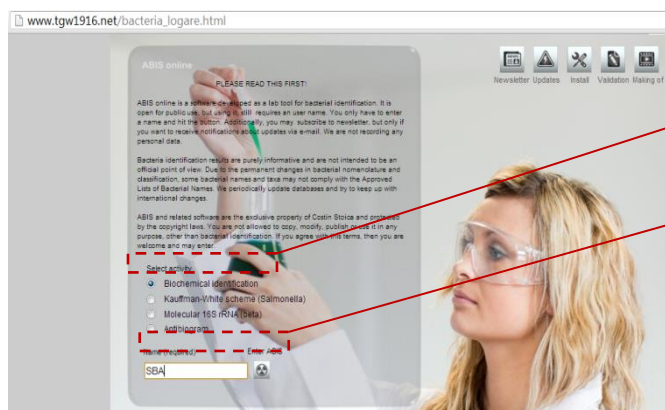 www.tgw1916.net/bacteria_logare.html
Newsletter Updates Install Validation Making of
ABIS online
PLEASE READ THIS FIRST!
ABIS online is a software developed as a lab tool for bacterial identification. It is
open for public use, but using it, still requires an user name. You only have to enter
a name and hit the button. Additionally, you may subscribe to newsletter, but only if
you want to receive notifications about updates via e-mail. We are not recording any
personal data.
Bacteria identification results are purely informative and are not intended to be an
official point of view. Due to the permanent changes in bacterial nomenclature and
classification, some bacterial names and taxa may not comply with the Approved
Lists of Bacterial Names. We periodically update databases and try to keep up with
international changes.
ABIS and related software are the exclusive property of Costin Stoica and protected
by the copyright laws. You are not allowed to copy, modify, publish or use it in any
purpose, other than bacterial identification. If you agree with this terms, then you are
welcome and may enter.
Select activity
Biochemical identification
Kauffman-White scheme (Salmonella)
Molecular 16S rRNA (beta)
Antibiogram
Name (required) Enter ABIS
SBA